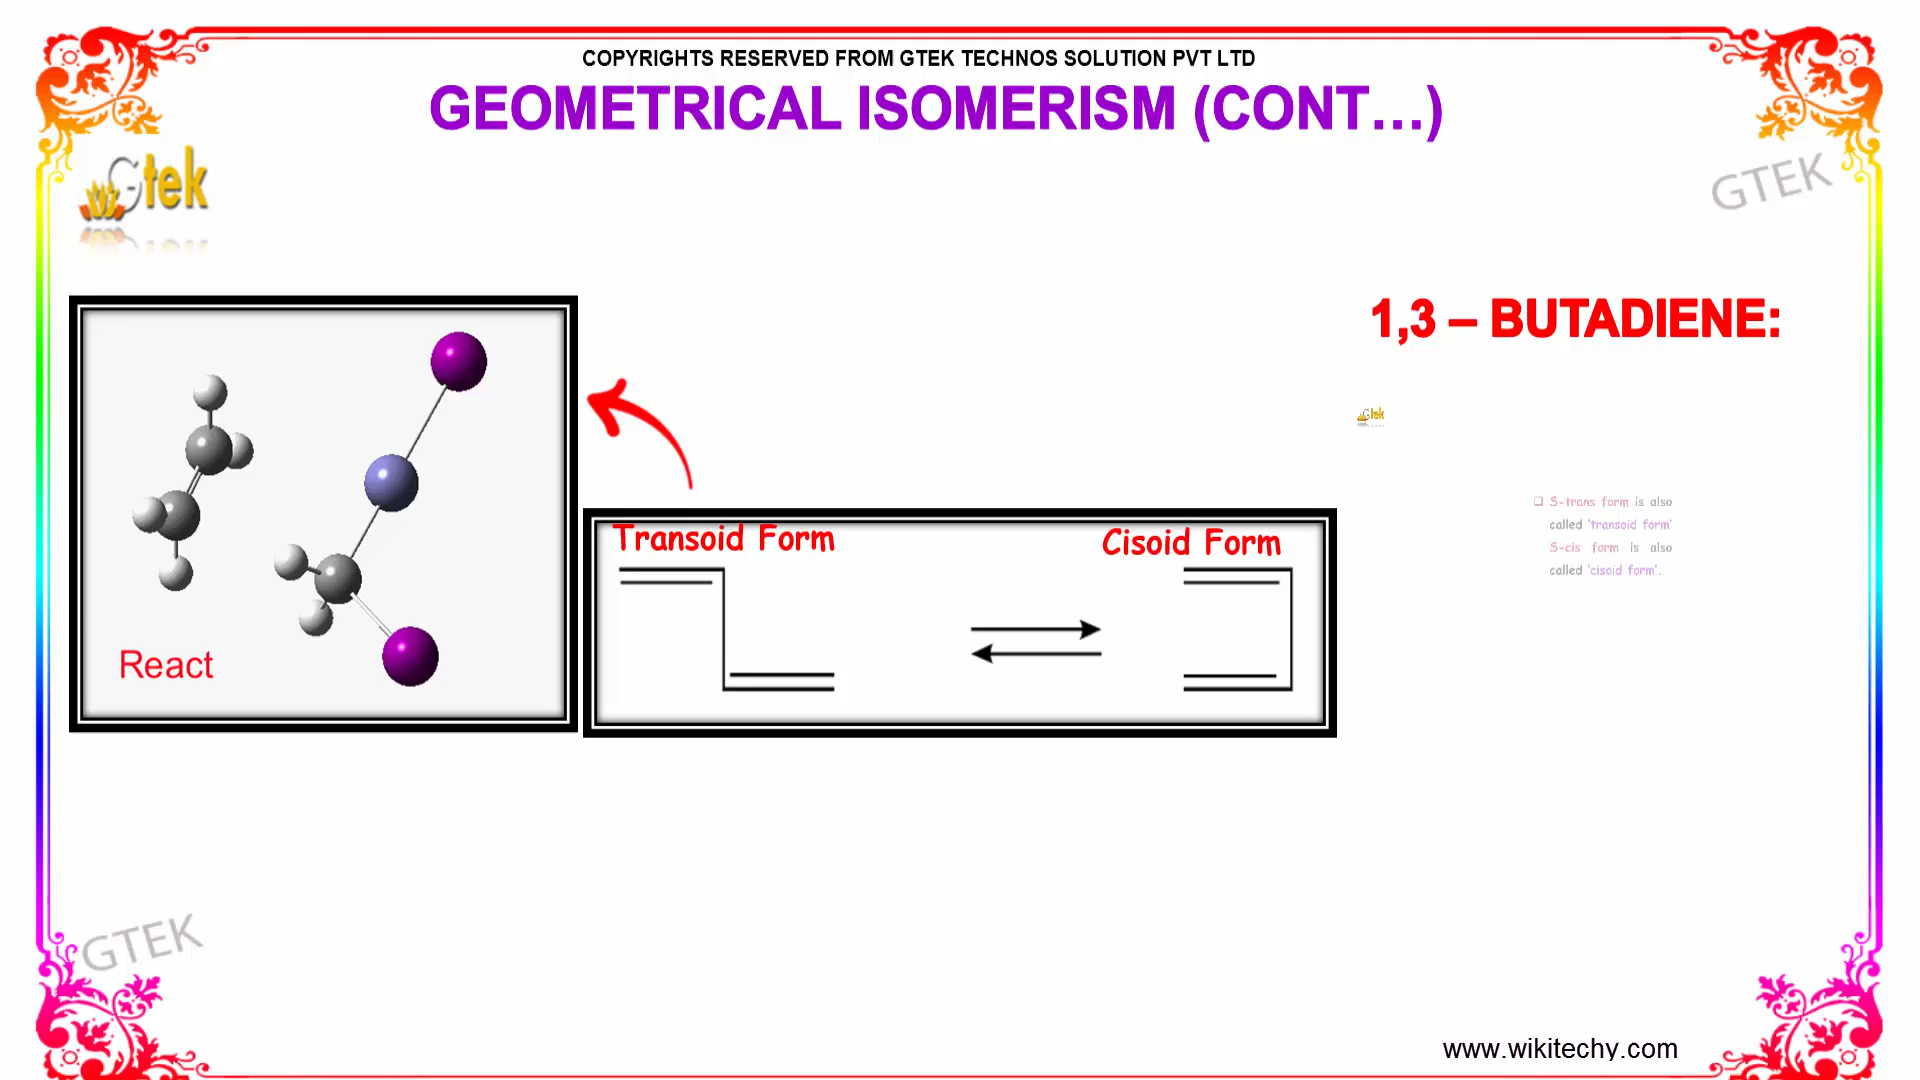 COPYRIGHTS RESERVED FROM GTEK TECHNOS SOLUTION PVT LTD
GEOMETRICAL ISOMERISM (CONT...)
Gtek
GTEK
1,3 – BUTADIENE:
Gtek
❑ S-trans form is also
called 'transoid form'
S-cis form is also
called 'cisoid form'.
Transoid Form
Cisoid Form
React
GTEK
www.wikitechy.com